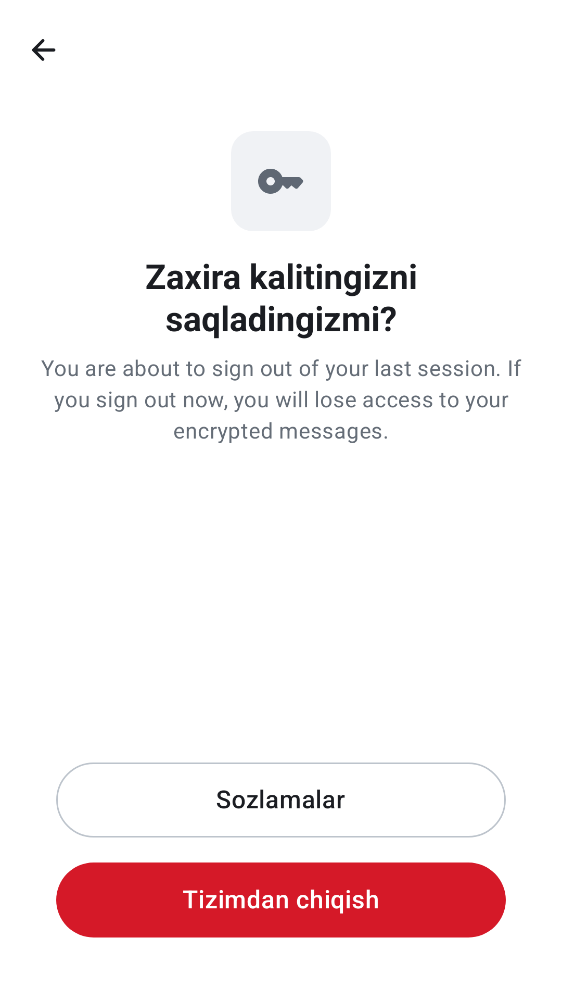 Zaxira kalitingizni
saqladingizmi?
You are about to sign out of your last session. If
you sign out now, you will lose access to your
encrypted messages.
Sozlamalar
Tizimdan chiqish